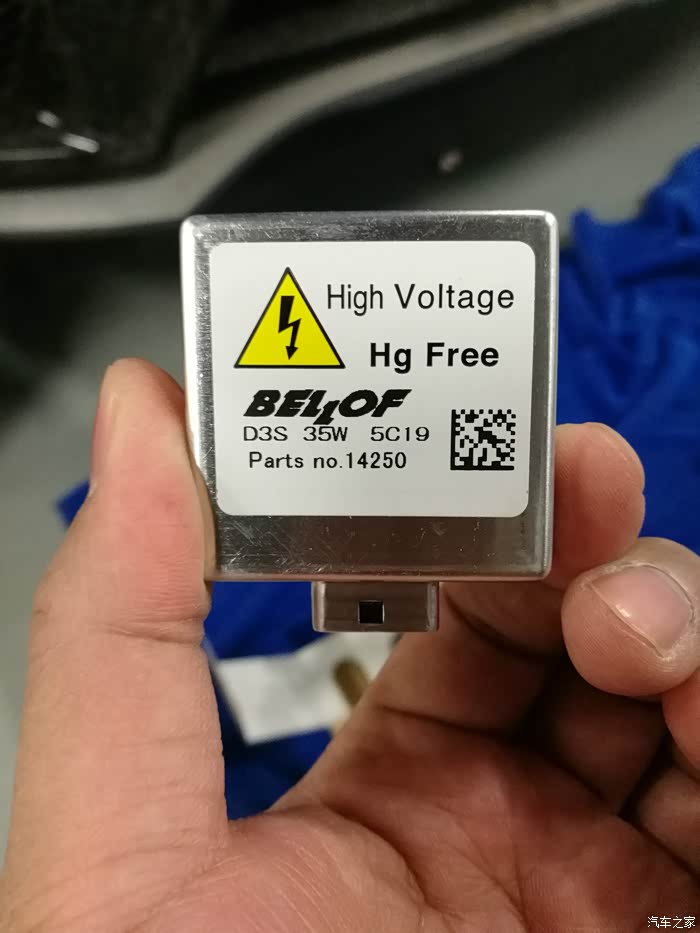 High Voltage
Hg Free
BELLOF
D3S 35W 5C19
Parts no.14250
汽车之家